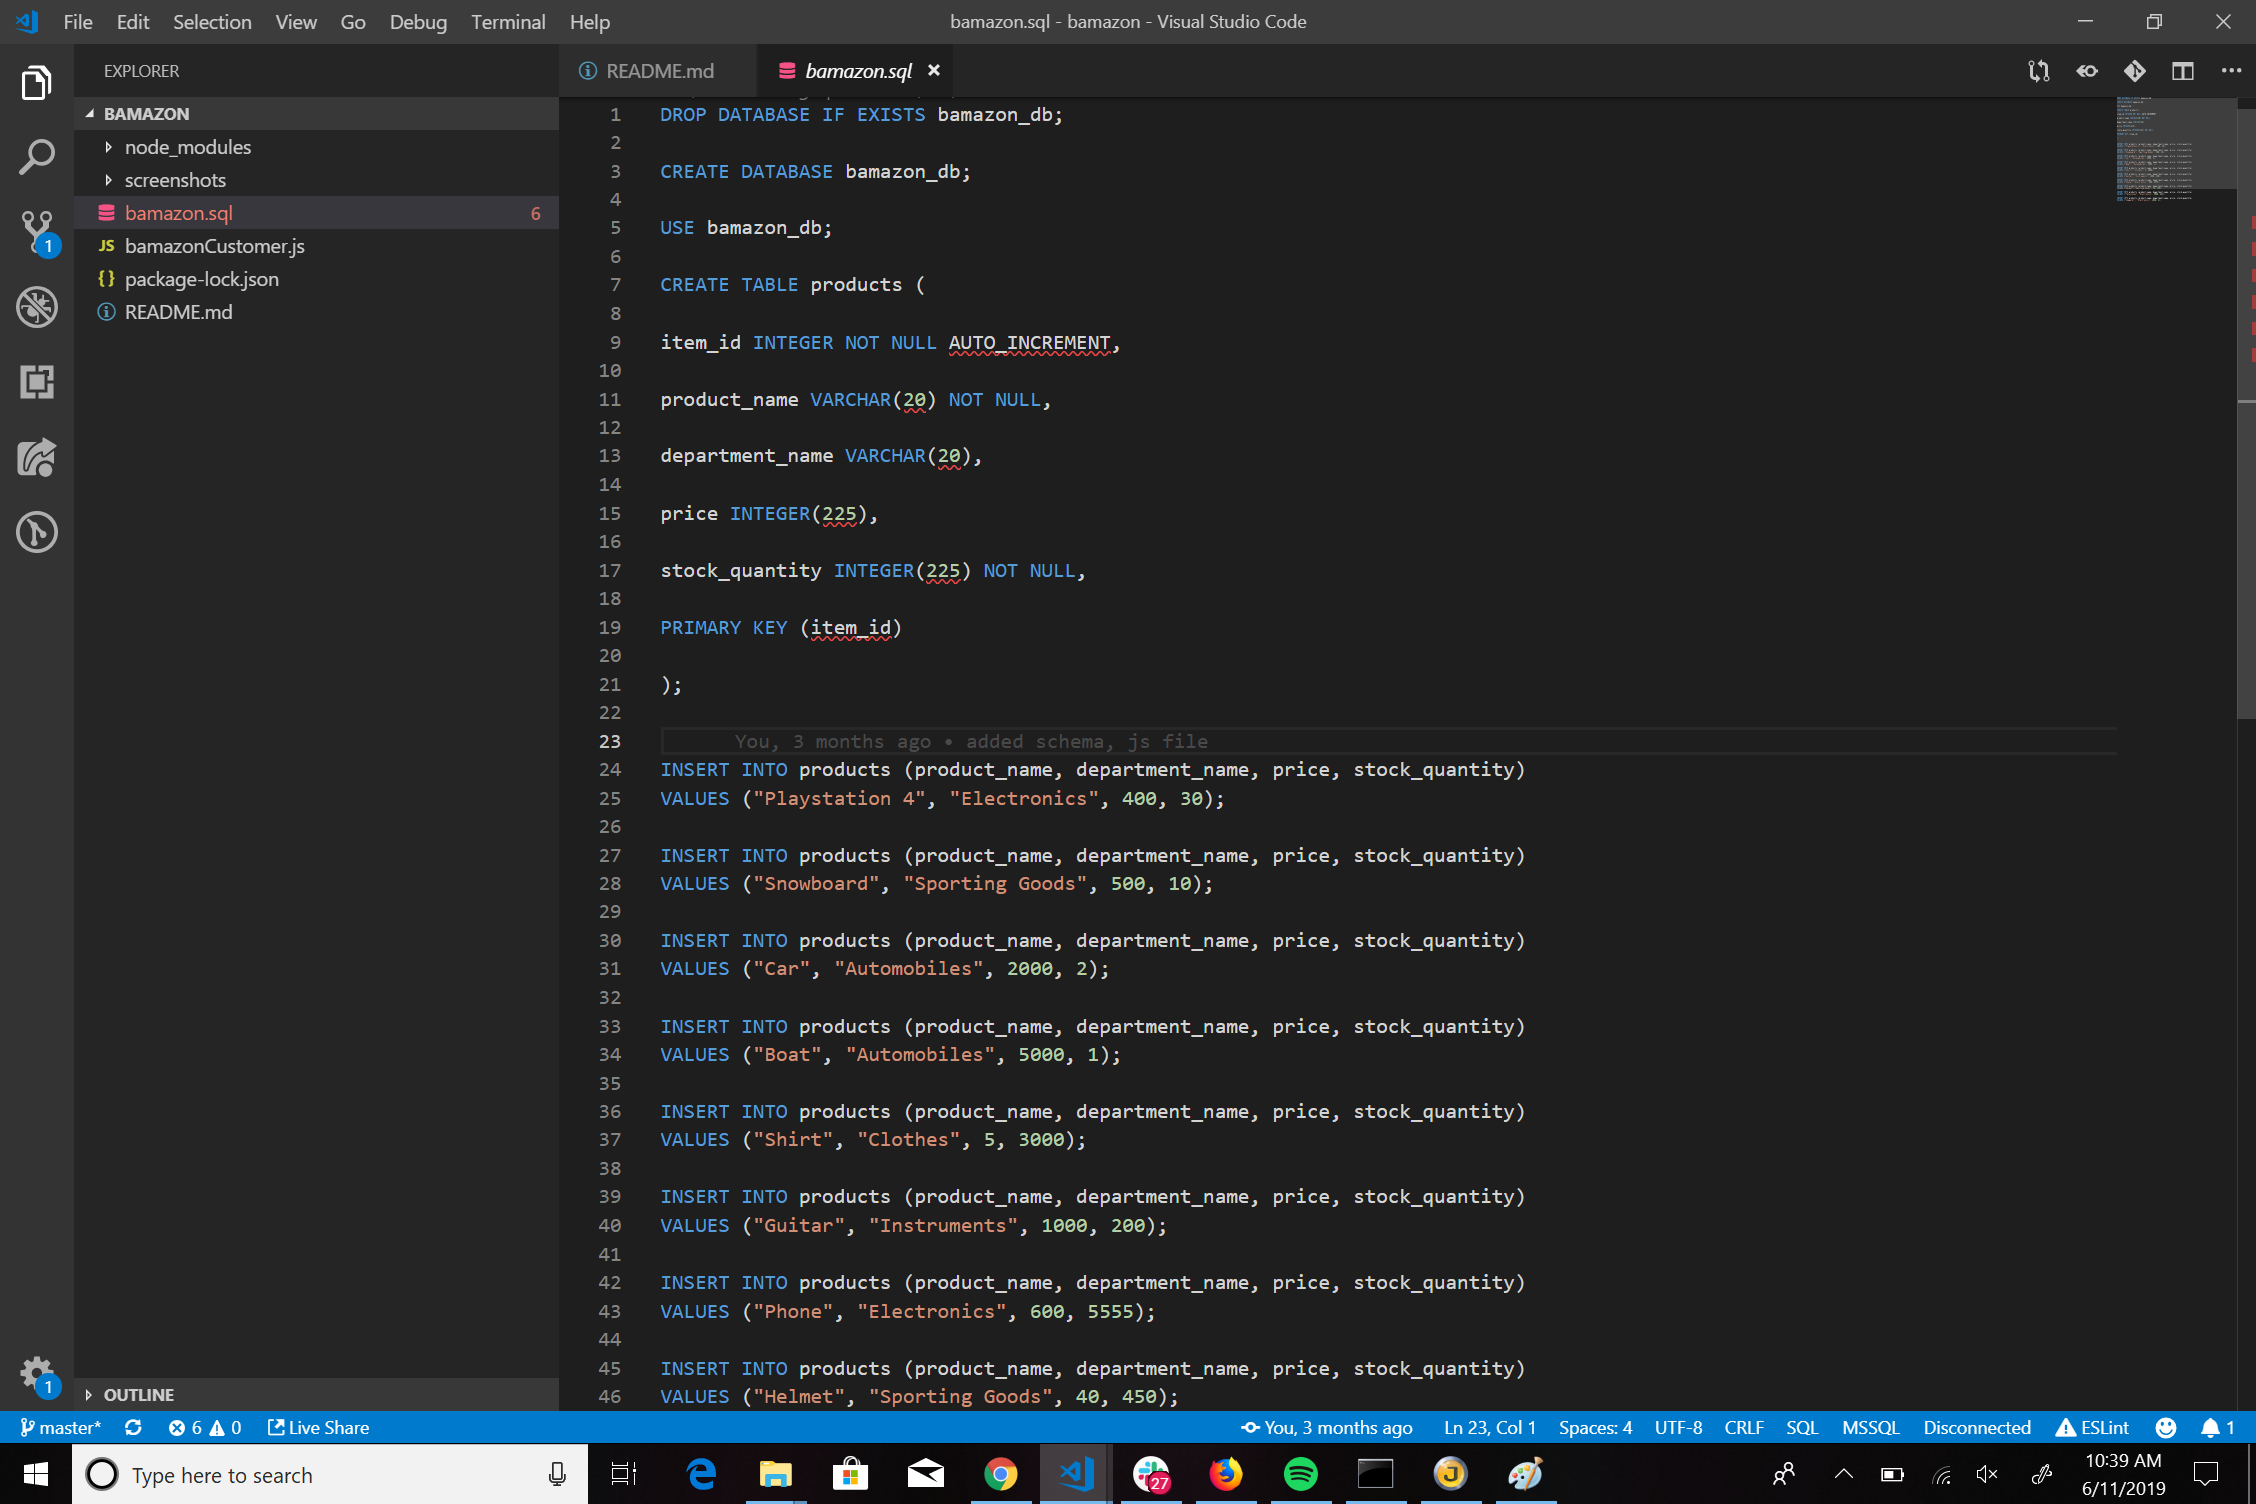 File Edit Selection View Go Debug Terminal Help
bamazon.sql - bamazon - Visual Studio Code
EXPLORER
README.md
bamazon.sql
BAMAZON
node_modules
screenshots
bamazon.sql 6
JS bamazonCustomer.js
{} package-lock.json
README.md
1 DROP DATABASE IF EXISTS bamazon_db;
2
3 CREATE DATABASE bamazon_db;
4
5 USE bamazon_db;
6
7 CREATE TABLE products (
8
9 item_id INTEGER NOT NULL AUTO_INCREMENT,
10
11 product_name VARCHAR(20) NOT NULL,
12
13 department_name VARCHAR(20),
14
15 price INTEGER(225),
16
17 stock_quantity INTEGER(225) NOT NULL,
18
19 PRIMARY KEY (item_id)
20
21 );
22
23 You, 3 months ago • added schema, js file
24 INSERT INTO products (product_name, department_name, price, stock_quantity)
25 VALUES ("Playstation 4", "Electronics", 400, 30);
26
27 INSERT INTO products (product_name, department_name, price, stock_quantity)
28 VALUES ("Snowboard", "Sporting Goods", 500, 10);
29
30 INSERT INTO products (product_name, department_name, price, stock_quantity)
31 VALUES ("Car", "Automobiles", 2000, 2);
32
33 INSERT INTO products (product_name, department_name, price, stock_quantity)
34 VALUES ("Boat", "Automobiles", 5000, 1);
35
36 INSERT INTO products (product_name, department_name, price, stock_quantity)
37 VALUES ("Shirt", "Clothes", 5, 3000);
38
39 INSERT INTO products (product_name, department_name, price, stock_quantity)
40 VALUES ("Guitar", "Instruments", 1000, 200);
41
42 INSERT INTO products (product_name, department_name, price, stock_quantity)
43 VALUES ("Phone", "Electronics", 600, 5555);
44
45 INSERT INTO products (product_name, department_name, price, stock_quantity)
46 VALUES ("Helmet", "Sporting Goods", 40, 450);
1
1
OUTLINE
master* 6 0 Live Share
You, 3 months ago Ln 23, Col 1 Spaces: 4 UTF-8 CRLF SQL MSSQL Disconnected ESLint 1
Type here to search
27
10:39 AM
6/11/2019